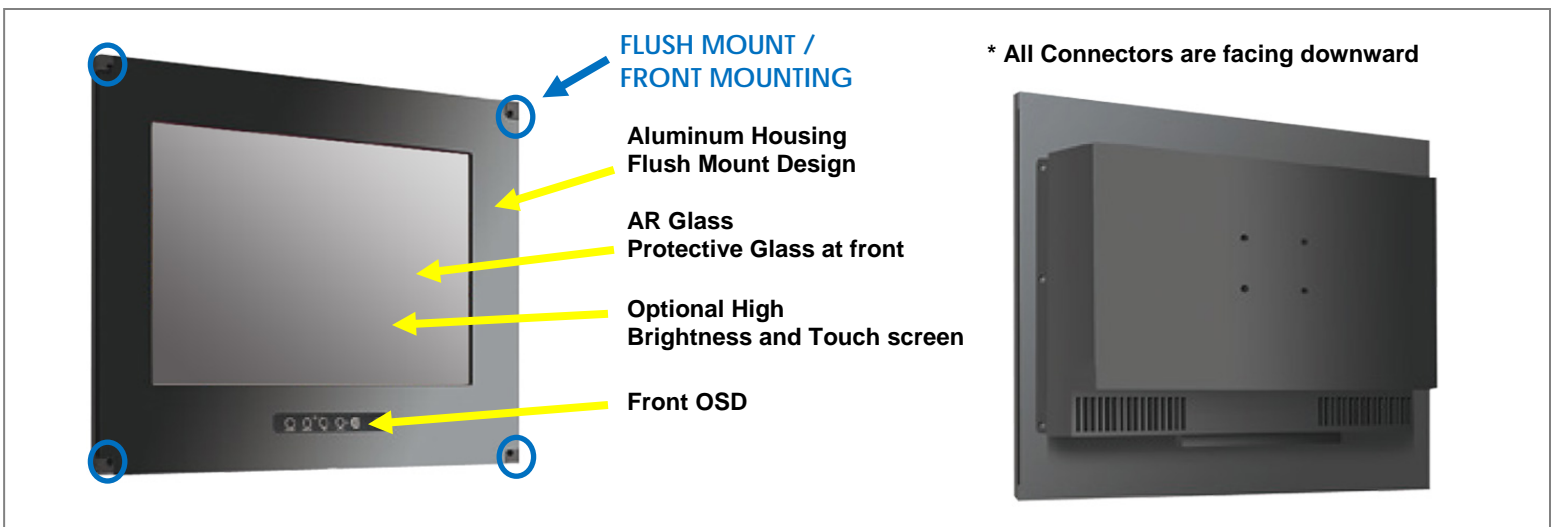 FLUSH MOUNT /
FRONT MOUNTING
Aluminum Housing
Flush Mount Design
AR Glass
Protective Glass at front
Optional High
Brightness and Touch screen
Front OSD
* All Connectors are facing downward